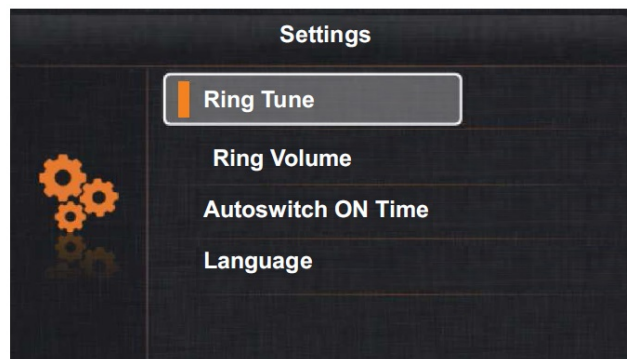 Settings
Ring Tune
Ring Volume
Autoswitch ON Time
Language